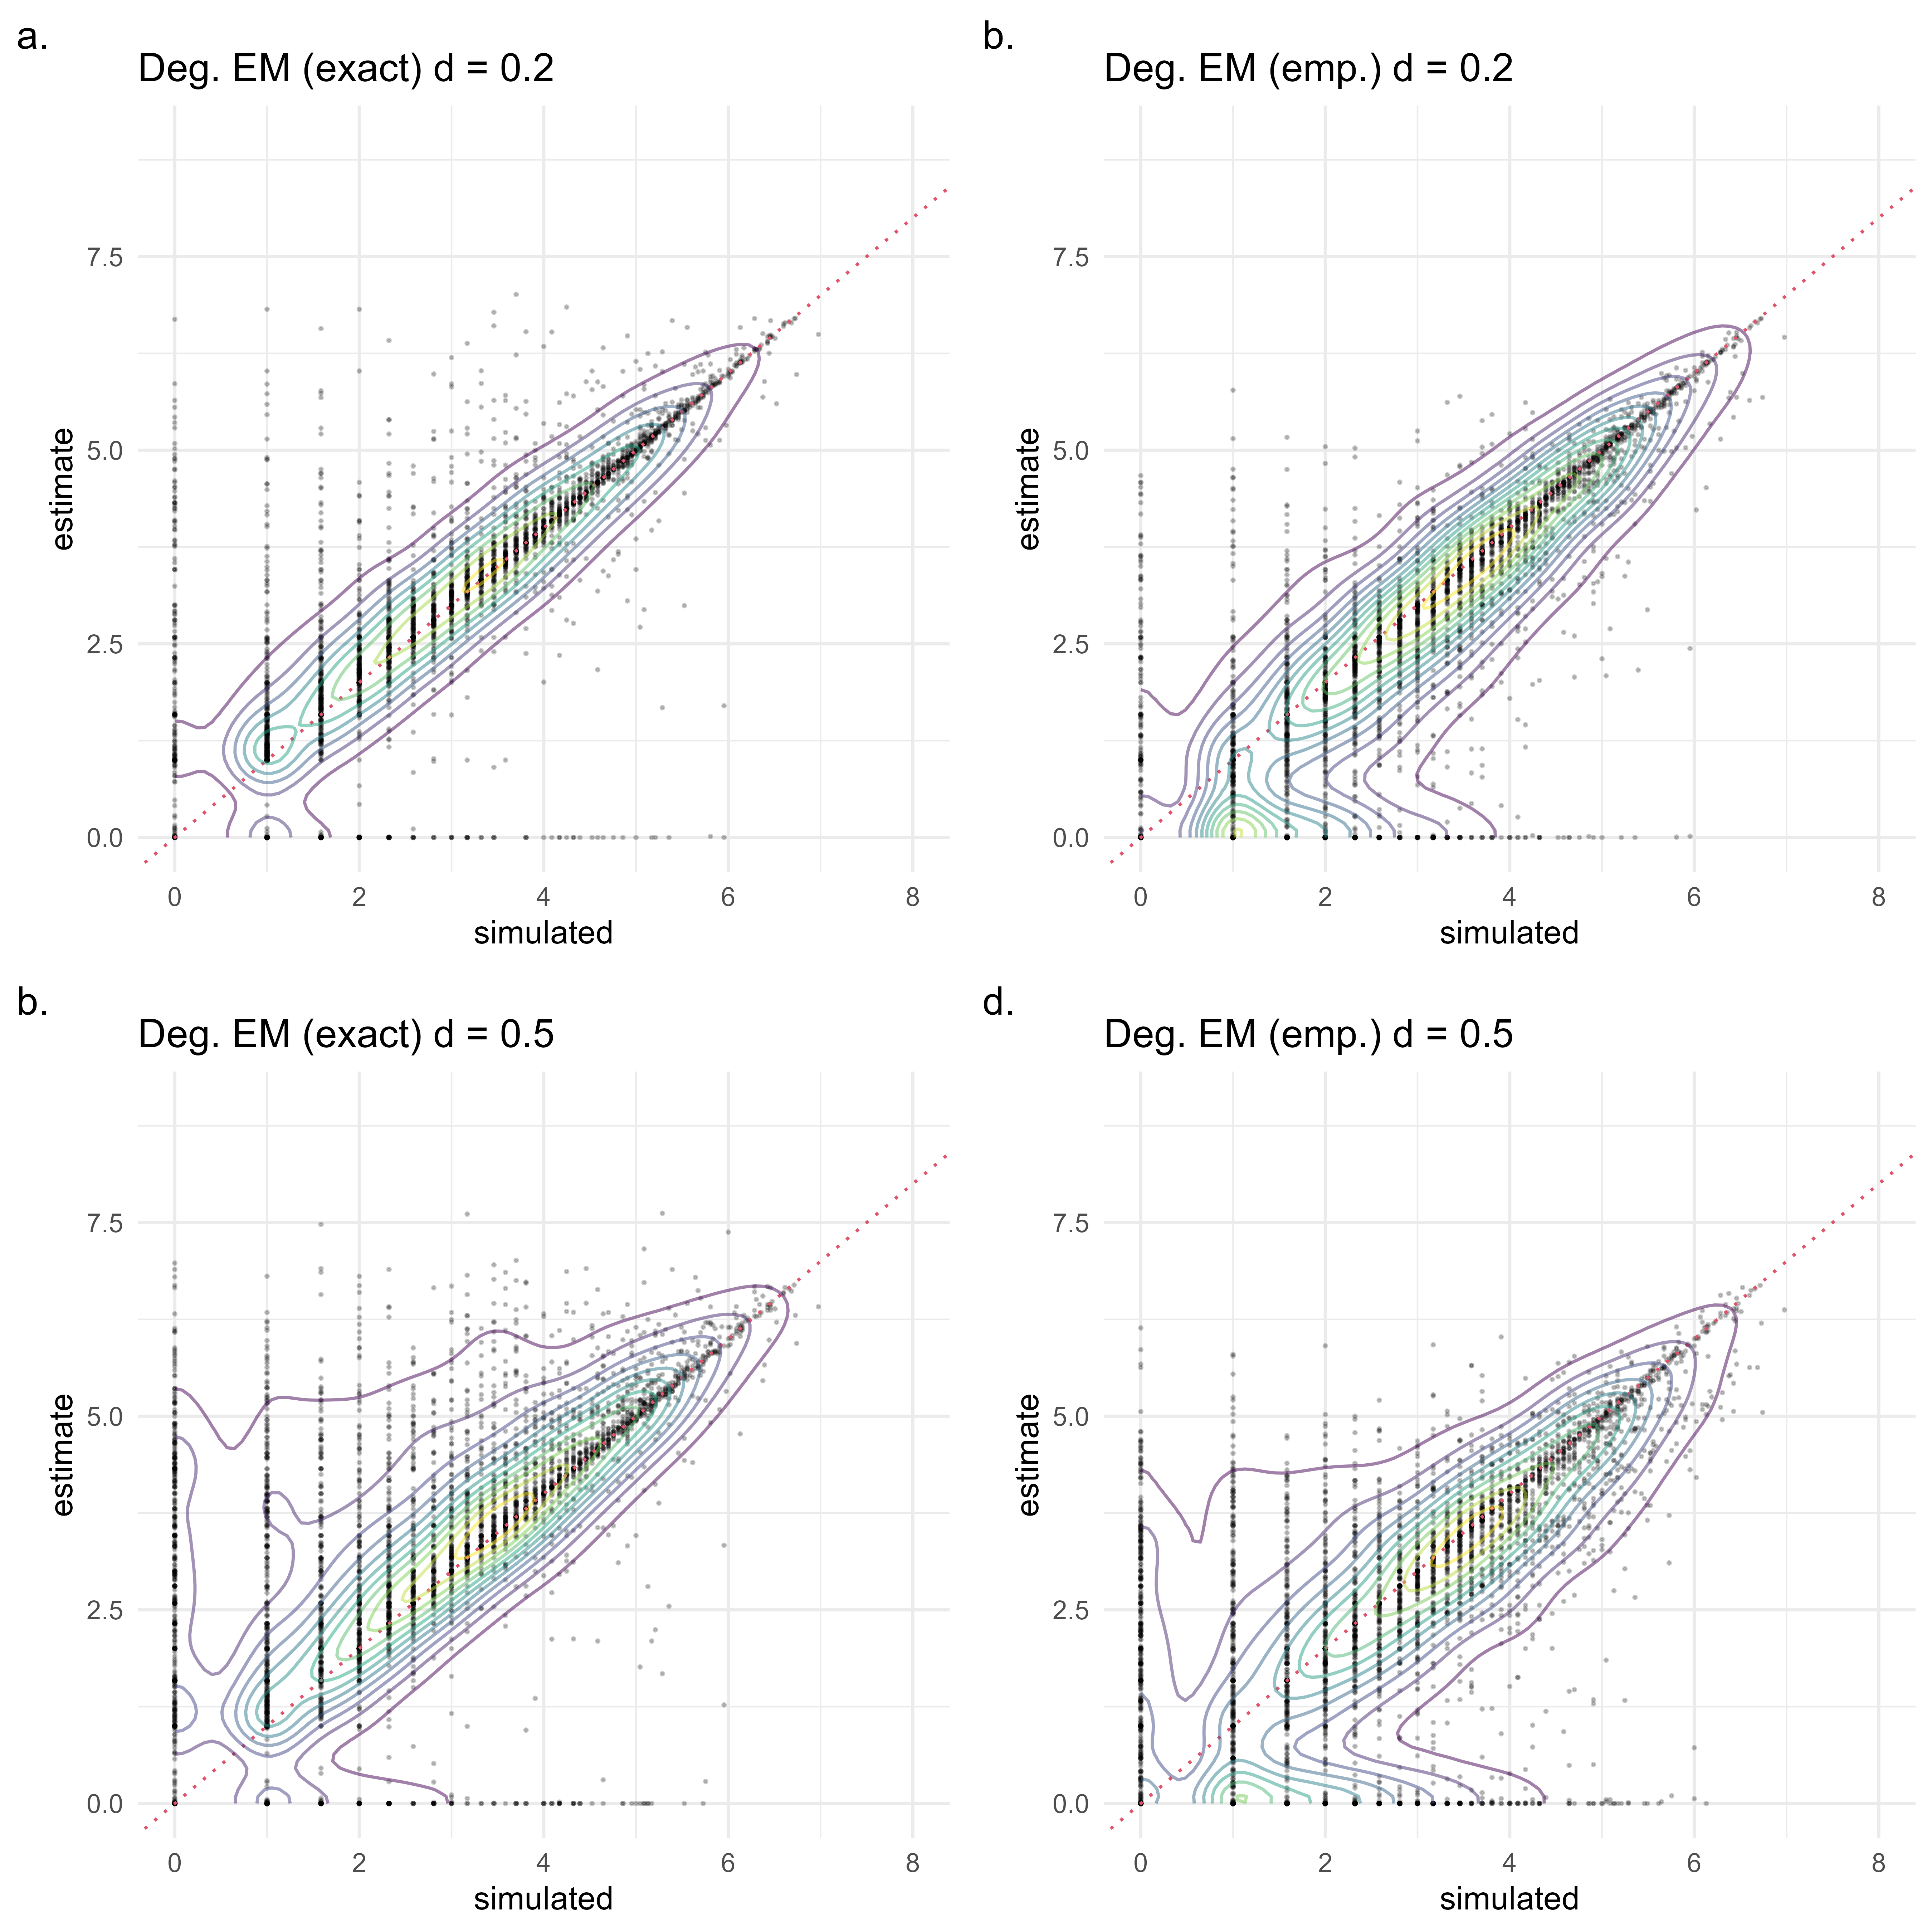 a.
Deg. EM (exact) d = 0.2
7.5
5.0
2.5
0.0
estimate
0 2 4 6 8
simulated
b.
Deg. EM (emp.) d = 0.2
7.5
5.0
2.5
0.0
estimate
0 2 4 6 8
simulated
b.
Deg. EM (exact) d = 0.5
7.5
5.0
2.5
0.0
estimate
0 2 4 6 8
simulated
d.
Deg. EM (emp.) d = 0.5
7.5
5.0
2.5
0.0
estimate
0 2 4 6 8
simulated